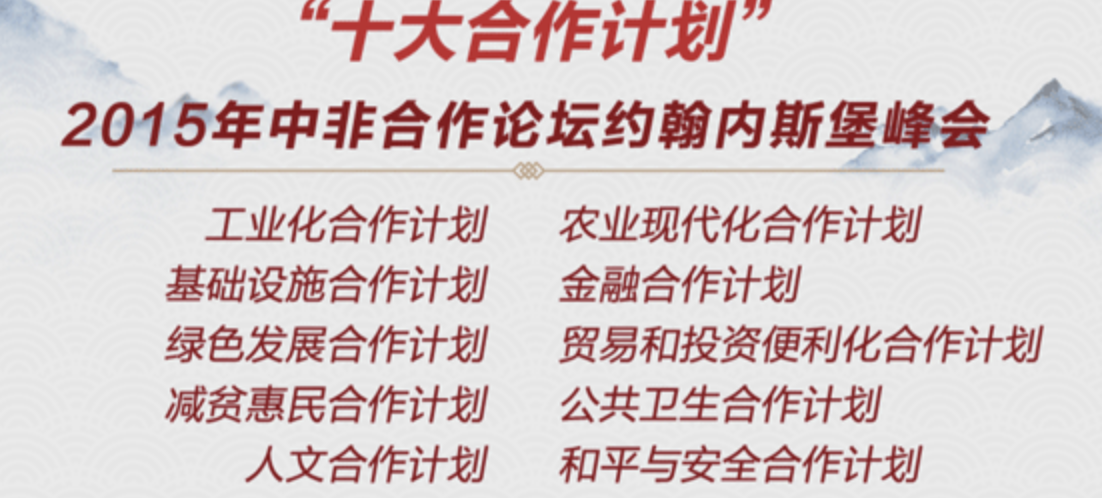 “十大合作计划”
2015年中非合作论坛约翰内斯堡峰会
工业化合作计划 农业现代化合作计划
基础设施合作计划 金融合作计划
绿色发展合作计划 贸易和投资便利化合作计划
减贫惠民合作计划 公共卫生合作计划
人文合作计划 和平与安全合作计划